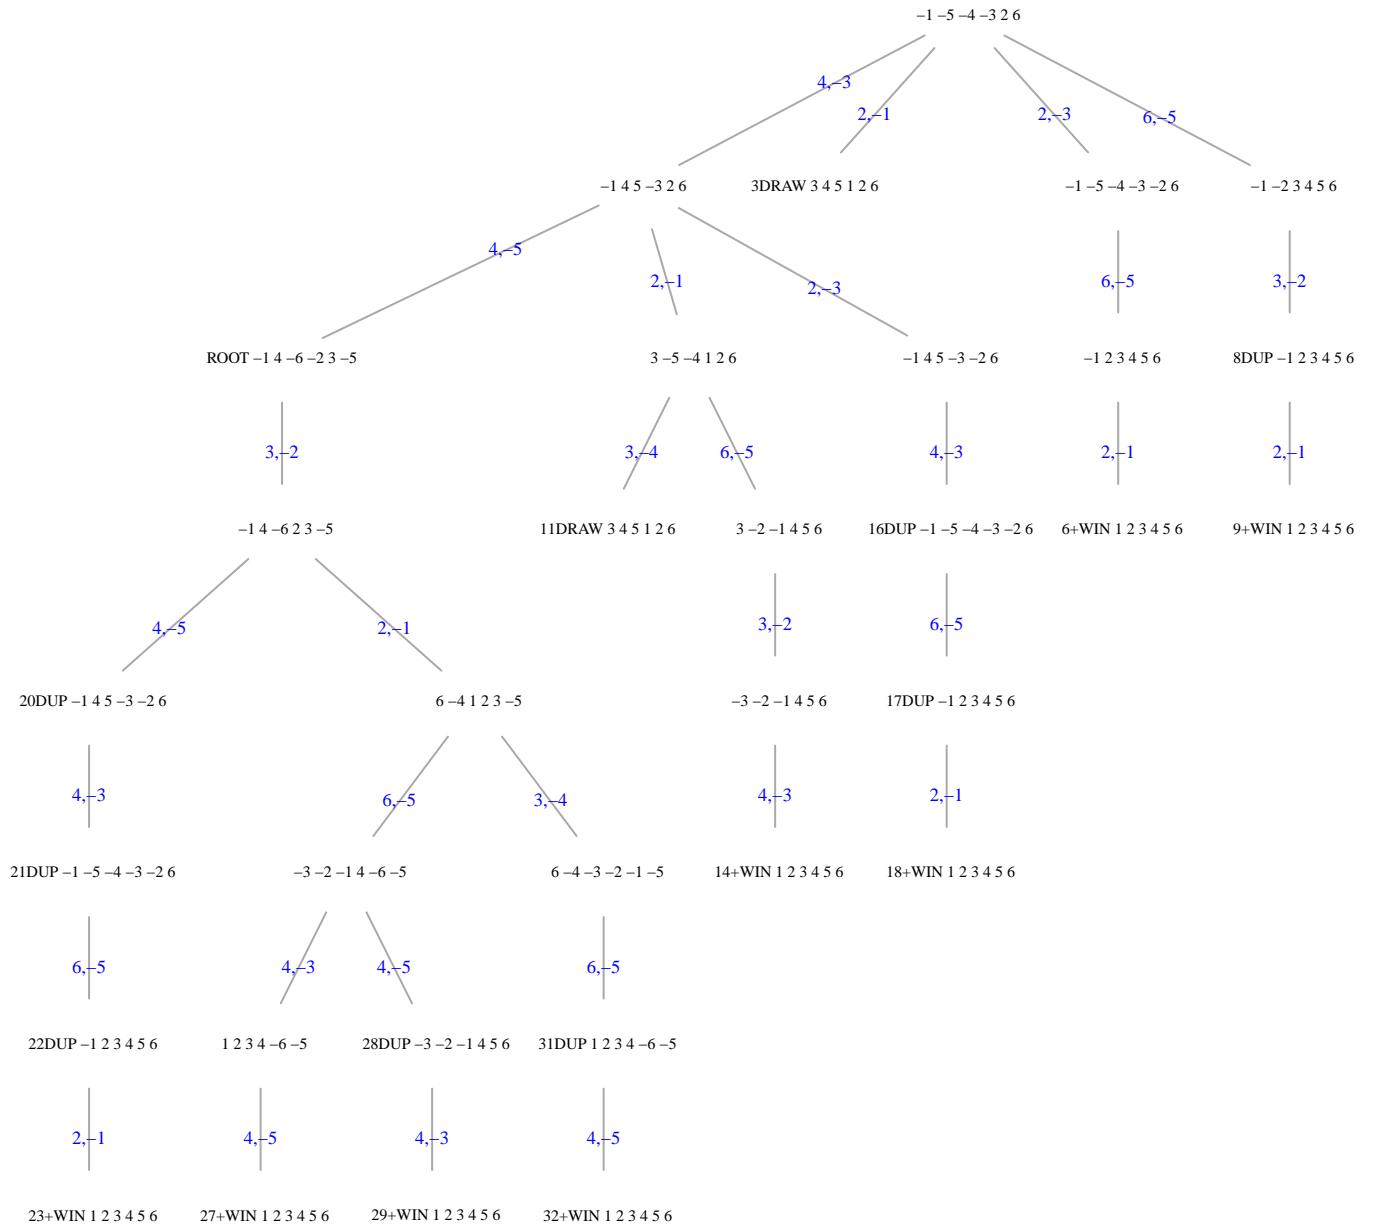 −1 −5 −4 −3 2 6
4,−3
2,−1
2,−3
6,−5
−1 4 5 −3 2 6
3DRAW 3 4 5 1 2 6
−1 −5 −4 −3 −2 6
−1 −2 3 4 5 6
4,−5
2,−1
2,−3
6,−5
3,−2
ROOT −1 4 −6 −2 3 −5
3 −5 −4 1 2 6
−1 4 5 −3 −2 6
−1 2 3 4 5 6
8DUP −1 2 3 4 5 6
3,−2
3,−4
6,−5
4,−3
2,−1
2,−1
−1 4 −6 2 3 −5
11DRAW 3 4 5 1 2 6
3 −2 −1 4 5 6
16DUP −1 −5 −4 −3 −2 6
6+WIN 1 2 3 4 5 6
9+WIN 1 2 3 4 5 6
4,−5
2,−1
3,−2
6,−5
20DUP −1 4 5 −3 −2 6
6 −4 1 2 3 −5
−3 −2 −1 4 5 6
17DUP −1 2 3 4 5 6
4,−3
6,−5
3,−4
4,−3
2,−1
21DUP −1 −5 −4 −3 −2 6
−3 −2 −1 4 −6 −5
6 −4 −3 −2 −1 −5
14+WIN 1 2 3 4 5 6
18+WIN 1 2 3 4 5 6
6,−5
4,−3
4,−5
6,−5
22DUP −1 2 3 4 5 6
1 2 3 4 −6 −5
28DUP −3 −2 −1 4 5 6
31DUP 1 2 3 4 −6 −5
2,−1
4,−5
4,−3
4,−5
23+WIN 1 2 3 4 5 6
27+WIN 1 2 3 4 5 6
29+WIN 1 2 3 4 5 6
32+WIN 1 2 3 4 5 6